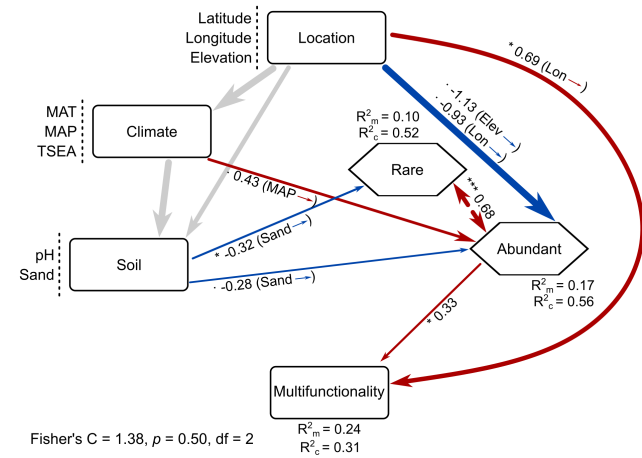 Latitude
Longitude
Elevation
Location
* 0.69 (Lon→)
MAT
MAP
TSEA
Climate
· -1.13 (Elev→)
· -0.93 (Lon→)
R²m = 0.10
R²c = 0.52
Rare
· 0.43 (MAP→)
*** 0.68
pH
Sand
Soil
* -0.32 (Sand→)
· -0.28 (Sand→)
Abundant
R²m = 0.17
R²c = 0.56
* 0.33
Multifunctionality
R²m = 0.24
R²c = 0.31
Fisher's C = 1.38, p = 0.50, df = 2